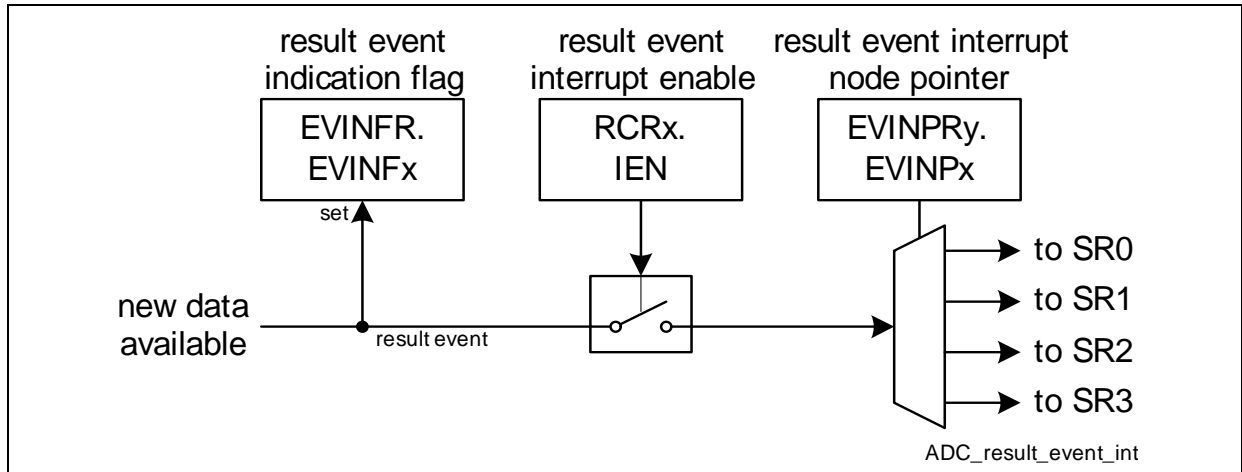 result event
indication flag
result event
interrupt enable
result event interrupt
node pointer
EVINFR.
EVINFx
RCRx.
IEN
EVINPRy.
EVINPx
set
new data
available
result event
to SR0
to SR1
to SR2
to SR3
ADC_result_event_int